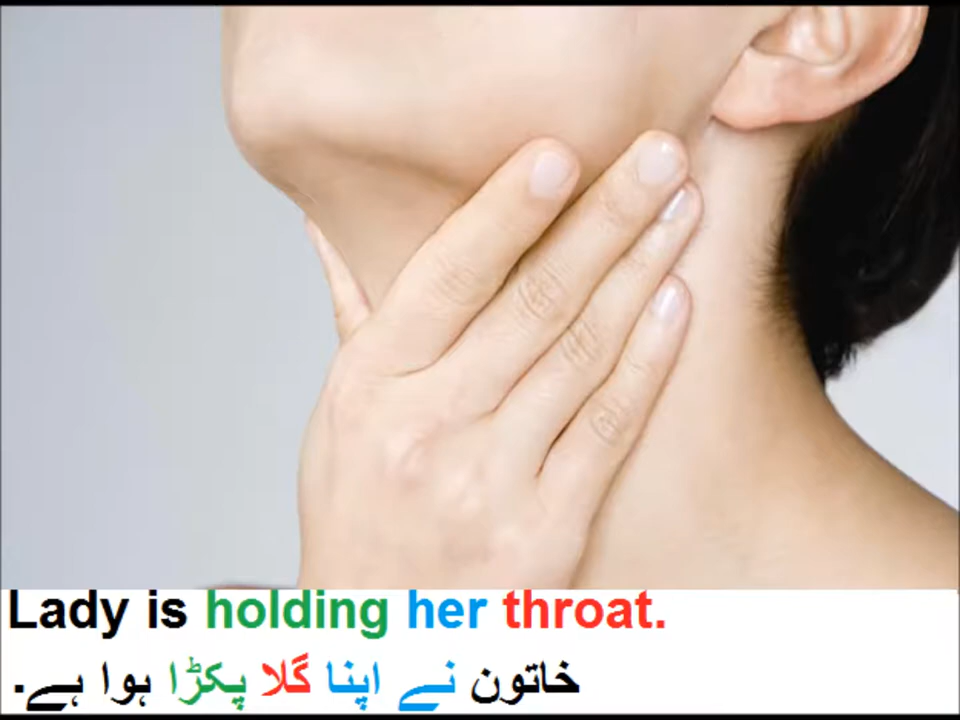 Lady is holding her throat.
خاتون نے اپنا گلا پکڑا ہوا ہے۔